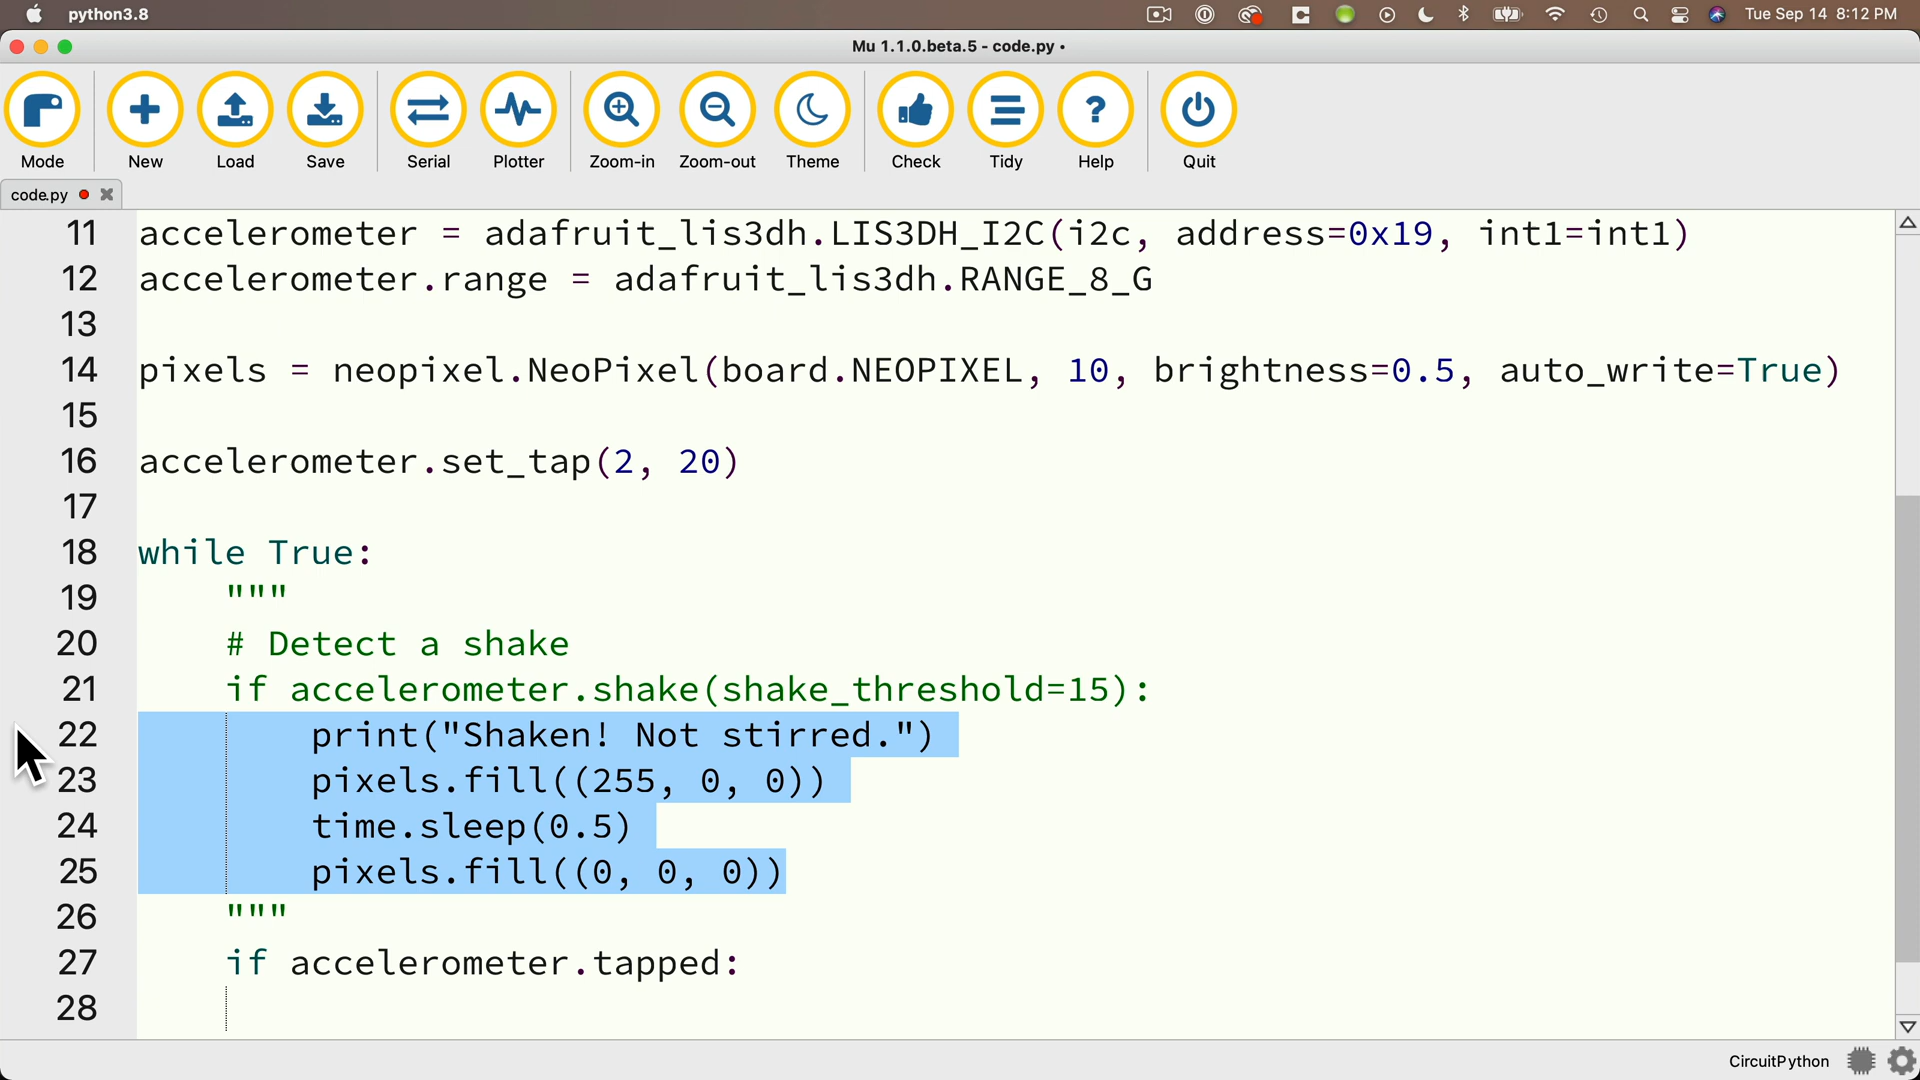 python3.8
Tue Sep 14 8:12 PM
Mu 1.1.0.beta.5 - code.py •
Mode New Load Save Serial Plotter Zoom-in Zoom-out Theme Check Tidy Help Quit
code.py
11 accelerometer = adafruit_lis3dh.LIS3DH_I2C(i2c, address=0x19, int1=int1)
12 accelerometer.range = adafruit_lis3dh.RANGE_8_G
13
14 pixels = neopixel.NeoPixel(board.NEOPIXEL, 10, brightness=0.5, auto_write=True)
15
16 accelerometer.set_tap(2, 20)
17
18 while True:
19     """
20     # Detect a shake
21     if accelerometer.shake(shake_threshold=15):
22         print("Shaken! Not stirred.")
23         pixels.fill((255, 0, 0))
24         time.sleep(0.5)
25         pixels.fill((0, 0, 0))
26     """
27     if accelerometer.tapped:
28
CircuitPython